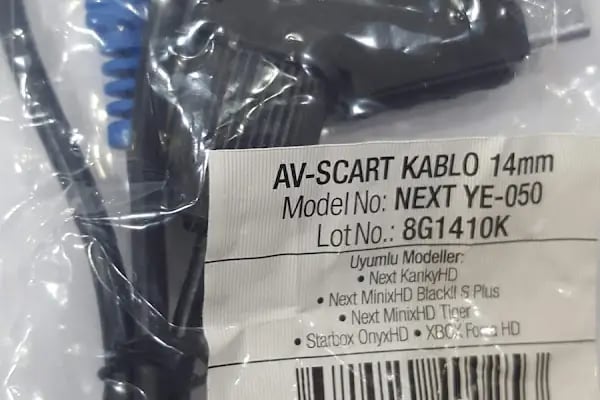 AV-SCART KABLO 14mm
Model No: NEXT YE-050
Lot No.: 8G1410K
Uyumlu Modeller:
• Next KankyHD
• Next MinixHD Black!! S Plus
• Next MinixHD Tiger
• Starbox OnyxHD • XBOX Forza HD